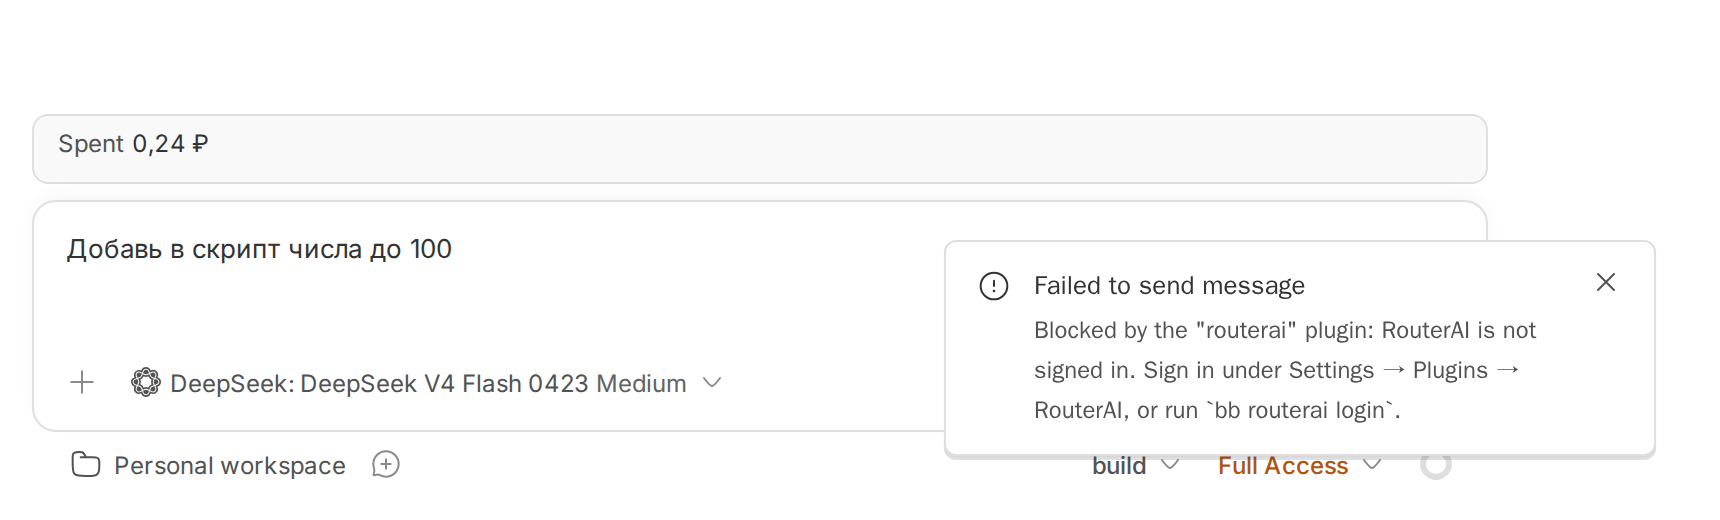 Spent 0,24 ₽
Добавь в скрипт числа до 100
Failed to send message
Blocked by the "routerai" plugin: RouterAI is not
signed in. Sign in under Settings → Plugins →
RouterAI, or run `bb routerai login`.
DeepSeek: DeepSeek V4 Flash 0423 Medium
Personal workspace
build
Full Access